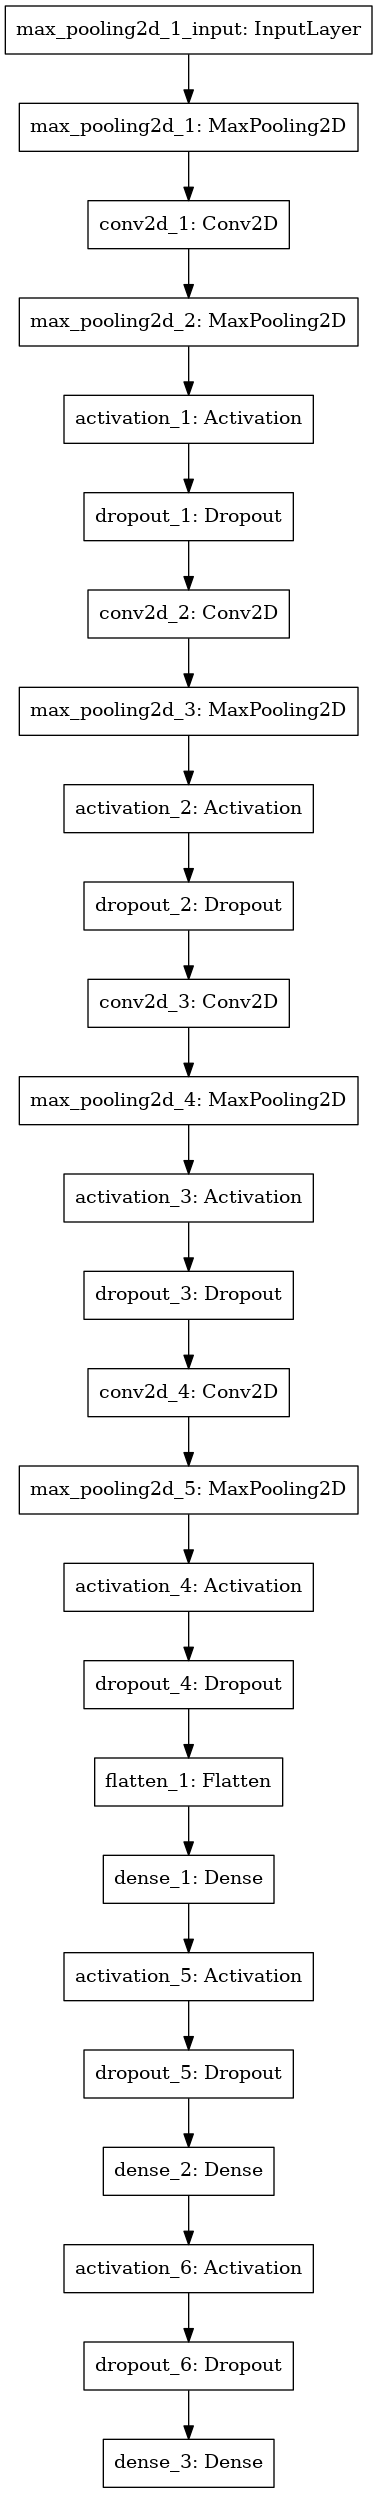 max_pooling2d_1_input: InputLayer
max_pooling2d_1: MaxPooling2D
conv2d_1: Conv2D
max_pooling2d_2: MaxPooling2D
activation_1: Activation
dropout_1: Dropout
conv2d_2: Conv2D
max_pooling2d_3: MaxPooling2D
activation_2: Activation
dropout_2: Dropout
conv2d_3: Conv2D
max_pooling2d_4: MaxPooling2D
activation_3: Activation
dropout_3: Dropout
conv2d_4: Conv2D
max_pooling2d_5: MaxPooling2D
activation_4: Activation
dropout_4: Dropout
flatten_1: Flatten
dense_1: Dense
activation_5: Activation
dropout_5: Dropout
dense_2: Dense
activation_6: Activation
dropout_6: Dropout
dense_3: Dense